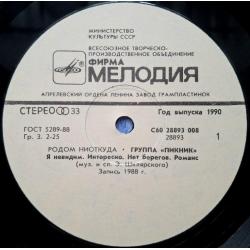 МИНИСТЕРСТВО
КУЛЬТУРЫ СССР
ВСЕСОЮЗНОЕ ТВОРЧЕСКО-
ПРОИЗВОДСТВЕННОЕ ОБЪЕДИНЕНИЕ
ФИРМА
МЕЛОДИЯ
АПРЕЛЕВСКИЙ ОРДЕНА ЛЕНИНА ЗАВОД ГРАМПЛАСТИНОК
СТЕРЕО 33
Год выпуска 1990
ГОСТ 5289-88
Гр. 3. 2-25
С60 28893 008
28893
1
РОДОМ НИОТКУДА · ГРУППА «ПИКНИК»
Я невидим. Интересно. Нет берегов. Романс
(муз. и сл. Э. Шклярского)
Запись 1988 г.